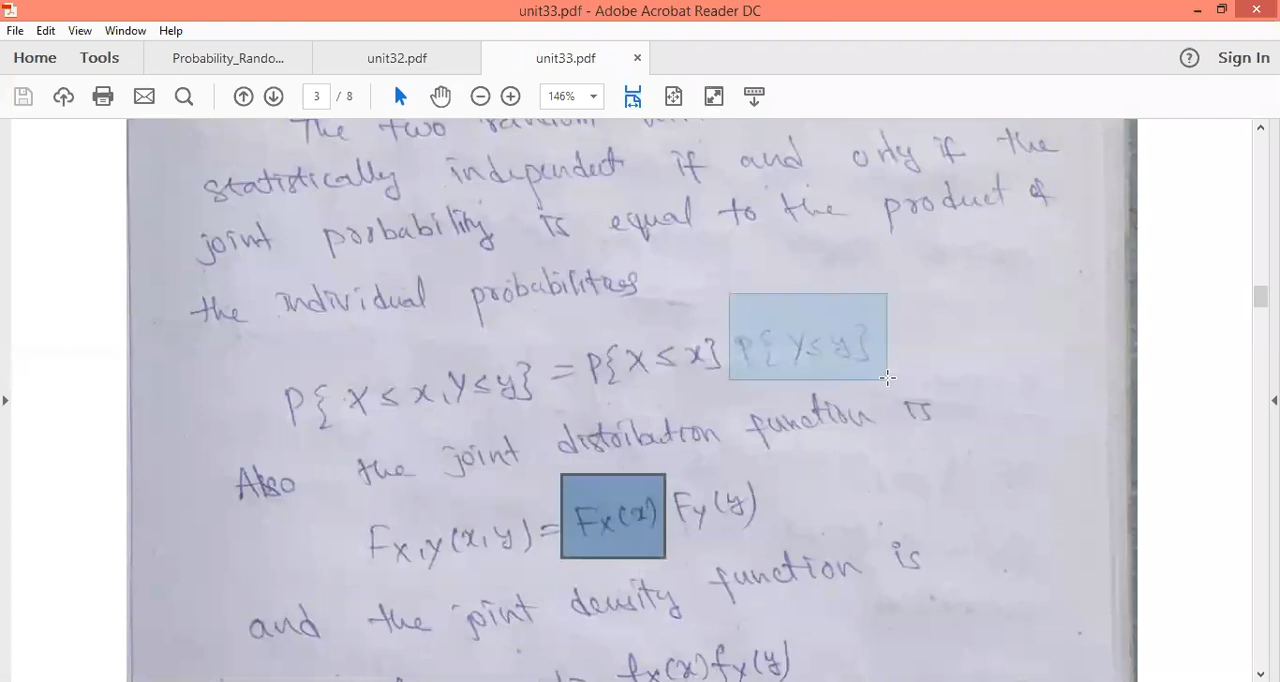 unit33.pdf - Adobe Acrobat Reader DC
File Edit View Window Help
Home Tools Probability_Rando... unit32.pdf unit33.pdf × Sign In
3 / 8 146%
The two random
statistically independent if and only if the
joint probability is equal to the product of
the individual probabilities
P{X ≤ x, Y ≤ y} = P{X ≤ x} P{Y ≤ y}
Also the joint distribution function is
Fx,y(x,y) = Fx(x) Fy(y)
and the joint density function is
fx(x)fy(y)